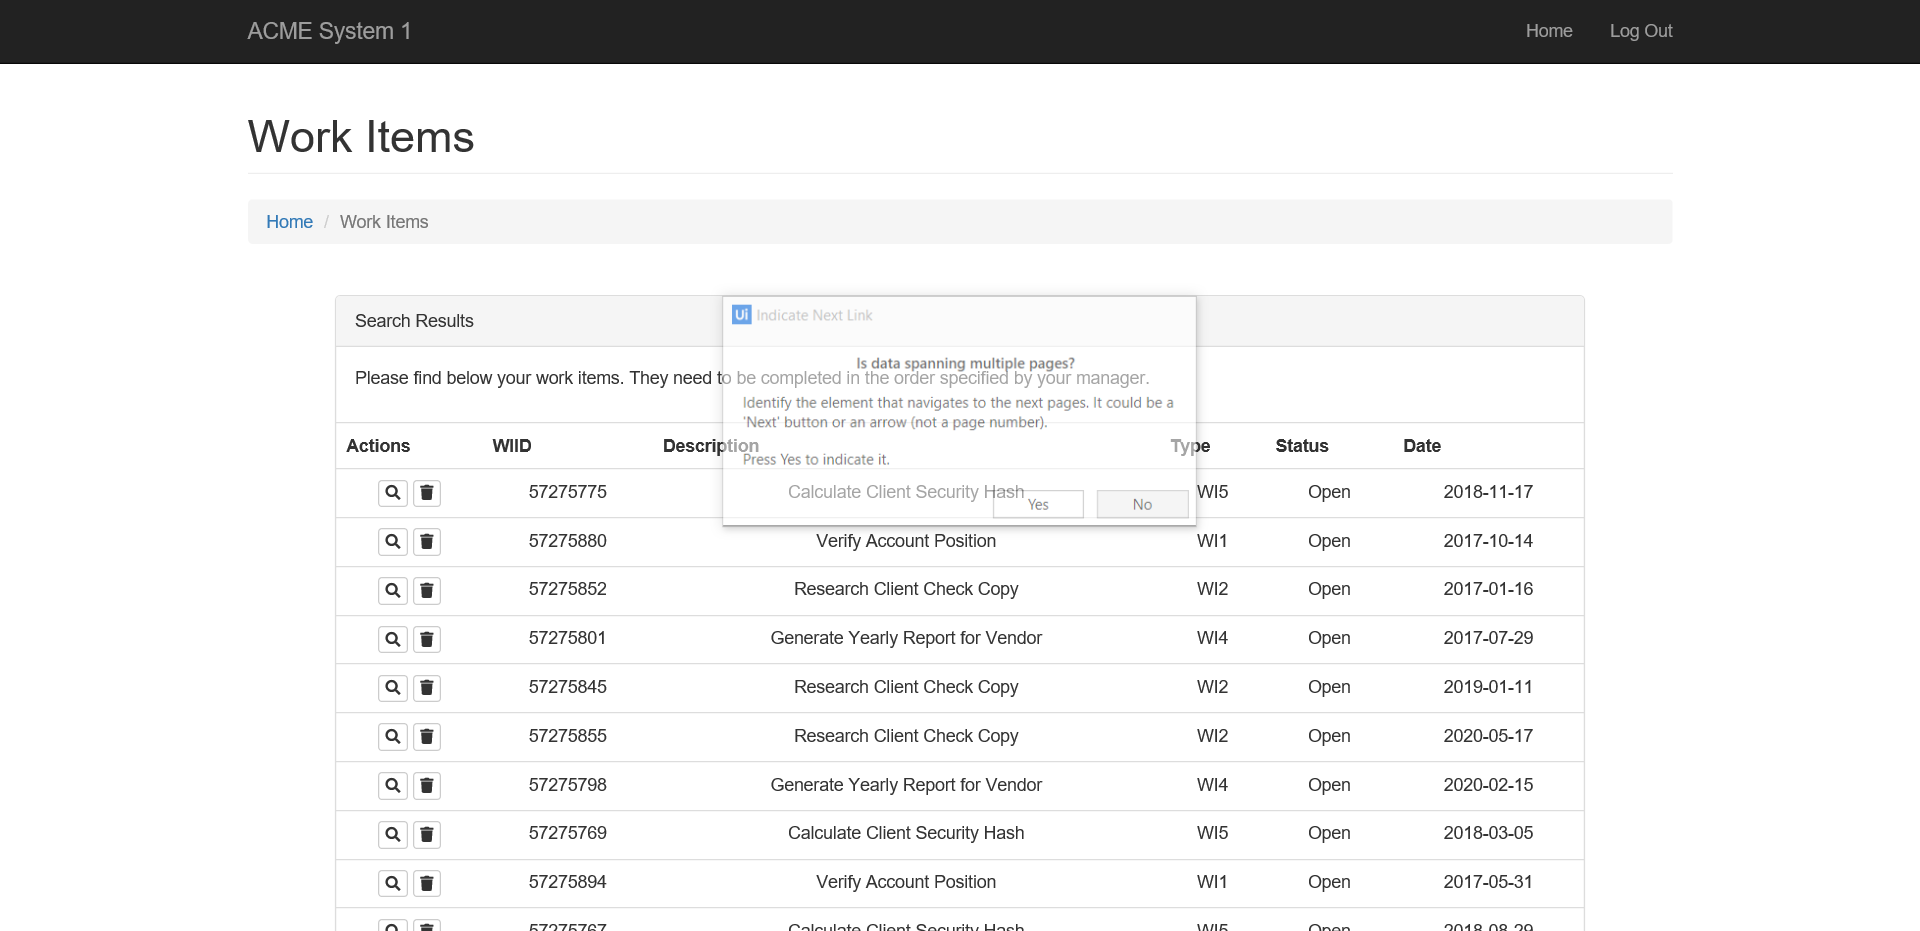 ACME System 1 Home Log Out
Work Items
Home / Work Items
Search Results
Ui Indicate Next Link
Is data spanning multiple pages?
Please find below your work items. They need to be completed in the order specified by your manager.
Identify the element that navigates to the next pages. It could be a
'Next' button or an arrow (not a page number).
Actions WIID Description Type Status Date
Press Yes to indicate it.
57275775 Calculate Client Security Hash WI5 Open 2018-11-17
Yes No
57275880 Verify Account Position WI1 Open 2017-10-14
57275852 Research Client Check Copy WI2 Open 2017-01-16
57275801 Generate Yearly Report for Vendor WI4 Open 2017-07-29
57275845 Research Client Check Copy WI2 Open 2019-01-11
57275855 Research Client Check Copy WI2 Open 2020-05-17
57275798 Generate Yearly Report for Vendor WI4 Open 2020-02-15
57275769 Calculate Client Security Hash WI5 Open 2018-03-05
57275894 Verify Account Position WI1 Open 2017-05-31
57275767 Calculate Client Security Hash WI5 Open 2018-08-29